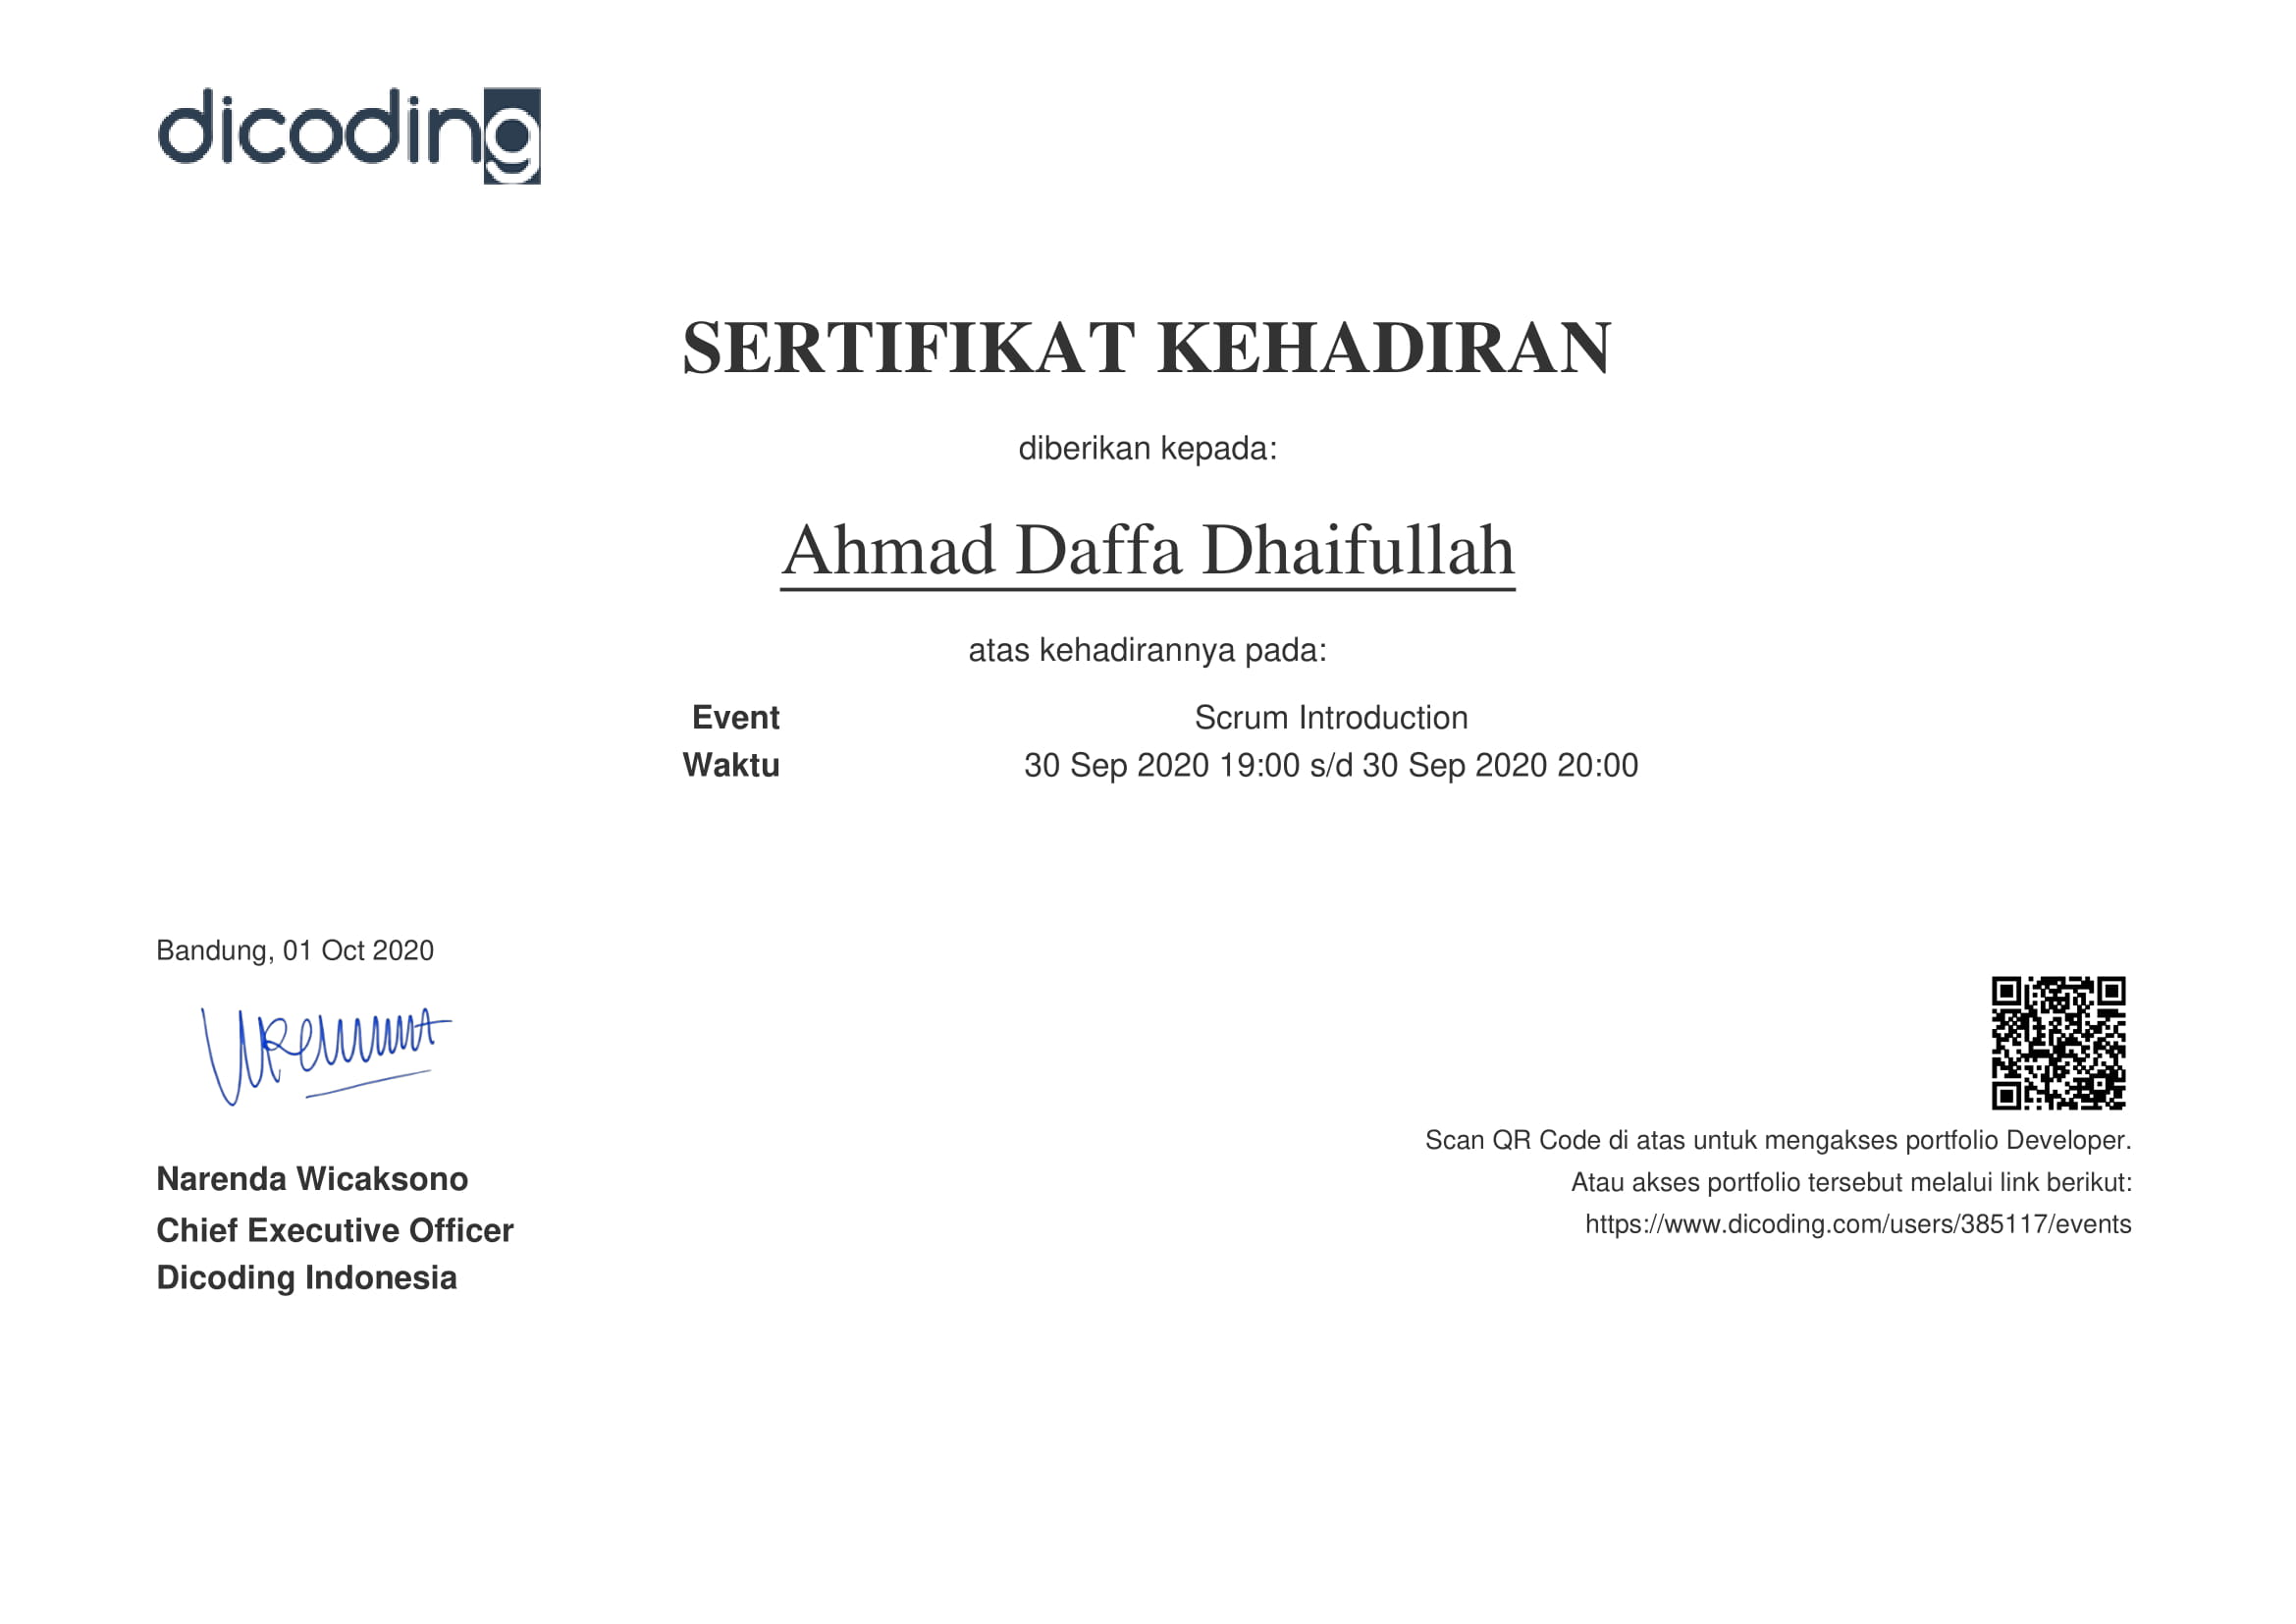 dicoding
SERTIFIKAT KEHADIRAN
diberikan kepada:
Ahmad Daffa Dhaifullah
atas kehadirannya pada:
Event Scrum Introduction
Waktu 30 Sep 2020 19:00 s/d 30 Sep 2020 20:00
Bandung, 01 Oct 2020
Narenda Wicaksono
Chief Executive Officer
Dicoding Indonesia
Scan QR Code di atas untuk mengakses portfolio Developer.
Atau akses portfolio tersebut melalui link berikut:
https://www.dicoding.com/users/385117/events